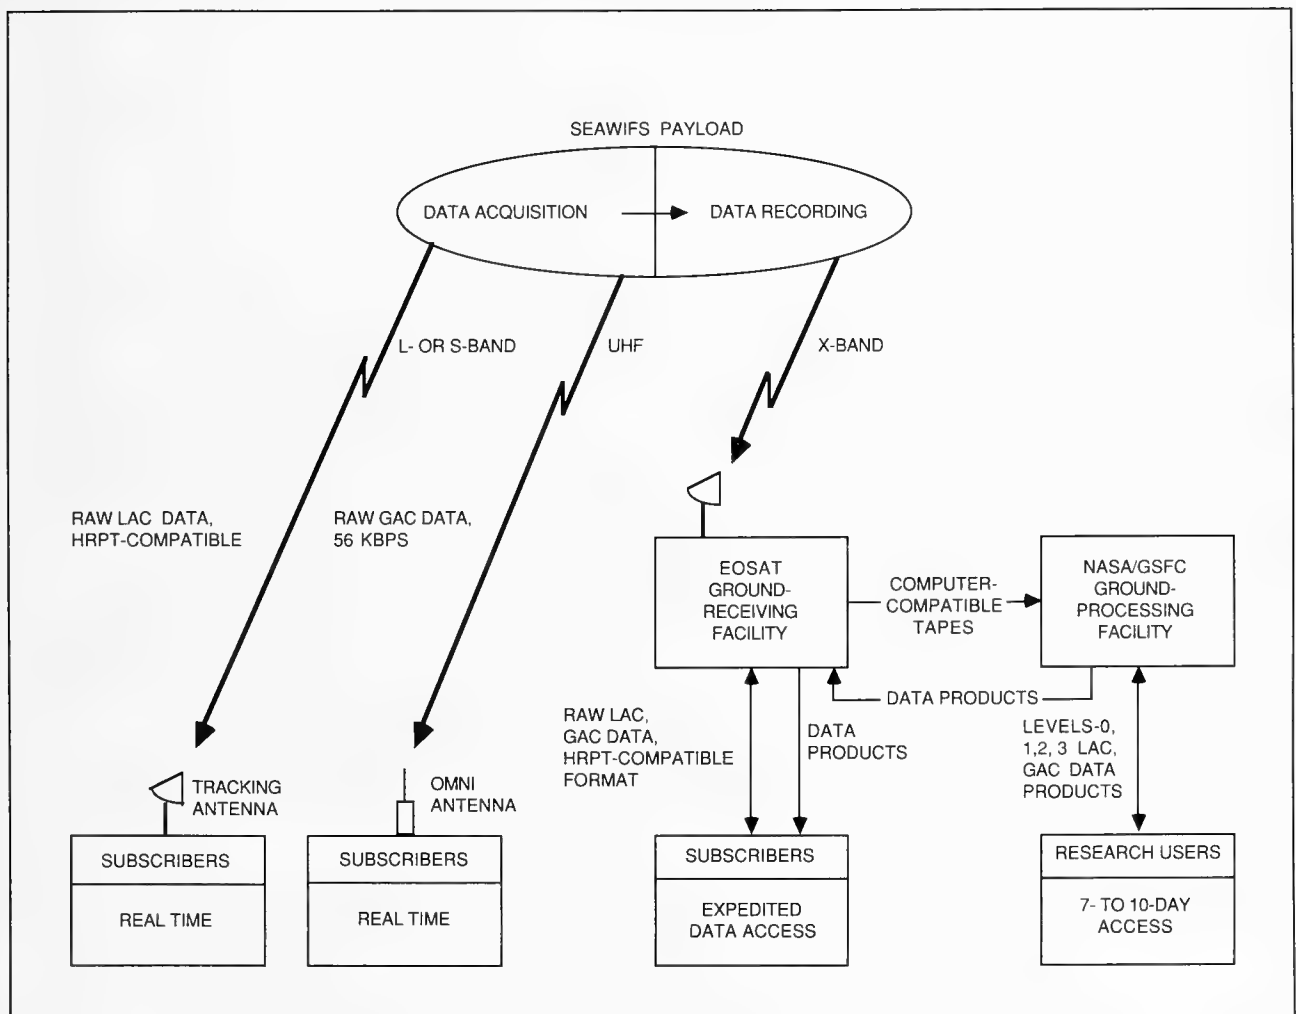 SEAWIFS PAYLOAD
DATA ACQUISITION
DATA RECORDING
L- OR S-BAND
UHF
X-BAND
RAW LAC DATA,
HRPT-COMPATIBLE
RAW GAC DATA,
56 KBPS
EOSAT
GROUND-
RECEIVING
FACILITY
COMPUTER-
COMPATIBLE
TAPES
NASA/GSFC
GROUND-
PROCESSING
FACILITY
DATA PRODUCTS
RAW LAC,
GAC DATA,
HRPT-COMPATIBLE
FORMAT
DATA
PRODUCTS
LEVELS-0,
1,2, 3 LAC,
GAC DATA
PRODUCTS
TRACKING
ANTENNA
OMNI
ANTENNA
SUBSCRIBERS
REAL TIME
SUBSCRIBERS
REAL TIME
SUBSCRIBERS
EXPEDITED
DATA ACCESS
RESEARCH USERS
7- TO 10-DAY
ACCESS